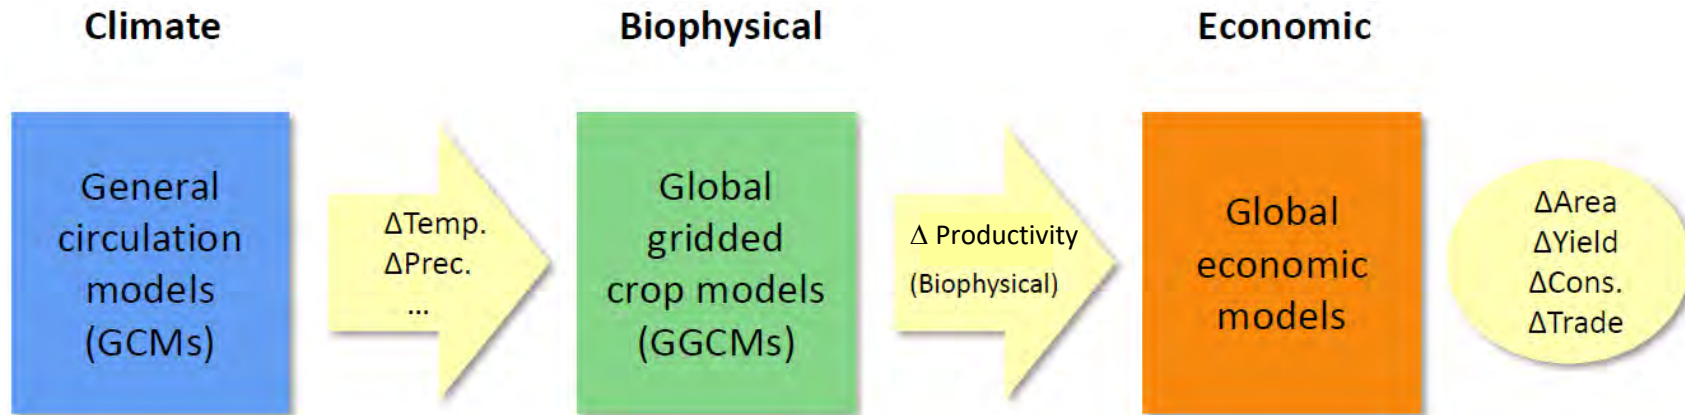 Climate
Biophysical
Economic
General
circulation
models
(GCMs)
ΔTemp.
ΔPrec.
...
Global
gridded
crop models
(GGCMs)
Δ Productivity
(Biophysical)
Global
economic
models
ΔArea
ΔYield
ΔCons.
ΔTrade